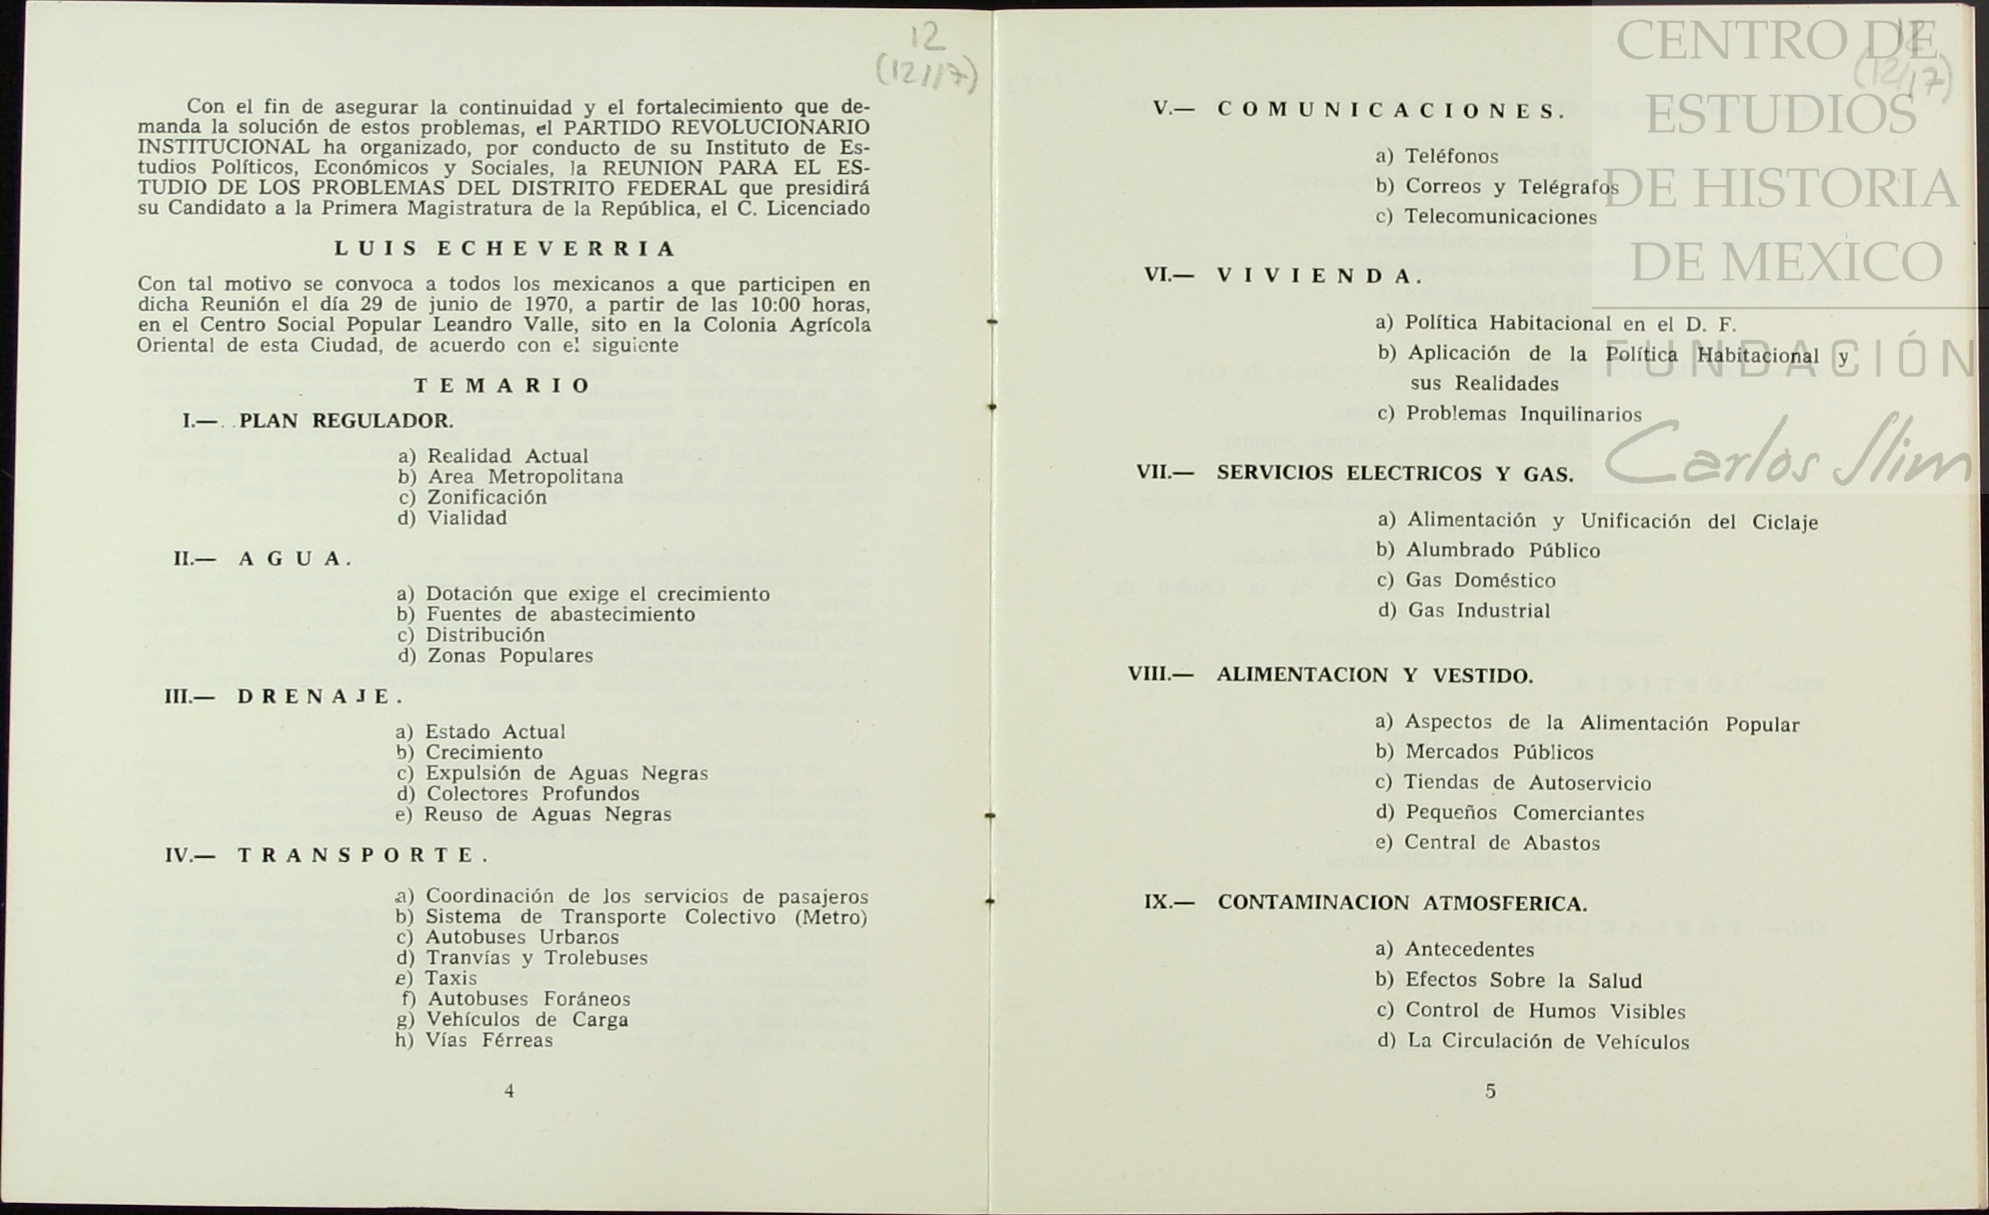 12
(12/17)
Con el fin de asegurar la continuidad y el fortalecimiento que de-
manda la solución de estos problemas, el PARTIDO REVOLUCIONARIO
INSTITUCIONAL ha organizado, por conducto de su Instituto de Es-
tudios Políticos, Económicos y Sociales, la REUNION PARA EL ES-
TUDIO DE LOS PROBLEMAS DEL DISTRITO FEDERAL que presidirá
su Candidato a la Primera Magistratura de la República, el C. Licenciado
LUIS ECHEVERRIA
Con tal motivo se convoca a todos los mexicanos a que participen en
dicha Reunión el día 29 de junio de 1970, a partir de las 10:00 horas,
en el Centro Social Popular Leandro Valle, sito en la Colonia Agrícola
Oriental de esta Ciudad, de acuerdo con el siguiente
TEMARIO
I.— PLAN REGULADOR.
a) Realidad Actual
b) Area Metropolitana
c) Zonificación
d) Vialidad
II.— AGUA.
a) Dotación que exige el crecimiento
b) Fuentes de abastecimiento
c) Distribución
d) Zonas Populares
III.— DRENAJE.
a) Estado Actual
b) Crecimiento
c) Expulsión de Aguas Negras
d) Colectores Profundos
e) Reuso de Aguas Negras
IV.— TRANSPORTE.
a) Coordinación de los servicios de pasajeros
b) Sistema de Transporte Colectivo (Metro)
c) Autobuses Urbanos
d) Tranvías y Trolebuses
e) Taxis
f) Autobuses Foráneos
g) Vehículos de Carga
h) Vías Férreas
4
12
(12/17)
V.— COMUNICACIONES.
a) Teléfonos
b) Correos y Telégrafos
c) Telecomunicaciones
VI.— VIVIENDA.
a) Política Habitacional en el D. F.
b) Aplicación de la Política Habitacional y
sus Realidades
c) Problemas Inquilinarios
VII.— SERVICIOS ELECTRICOS Y GAS.
a) Alimentación y Unificación del Ciclaje
b) Alumbrado Público
c) Gas Doméstico
d) Gas Industrial
VIII.— ALIMENTACION Y VESTIDO.
a) Aspectos de la Alimentación Popular
b) Mercados Públicos
c) Tiendas de Autoservicio
d) Pequeños Comerciantes
e) Central de Abastos
IX.— CONTAMINACION ATMOSFERICA.
a) Antecedentes
b) Efectos Sobre la Salud
c) Control de Humos Visibles
d) La Circulación de Vehículos
5
CENTRO DE
ESTUDIOS
DE HISTORIA
DE MEXICO
FUNDACIÓN
Carlos Slim